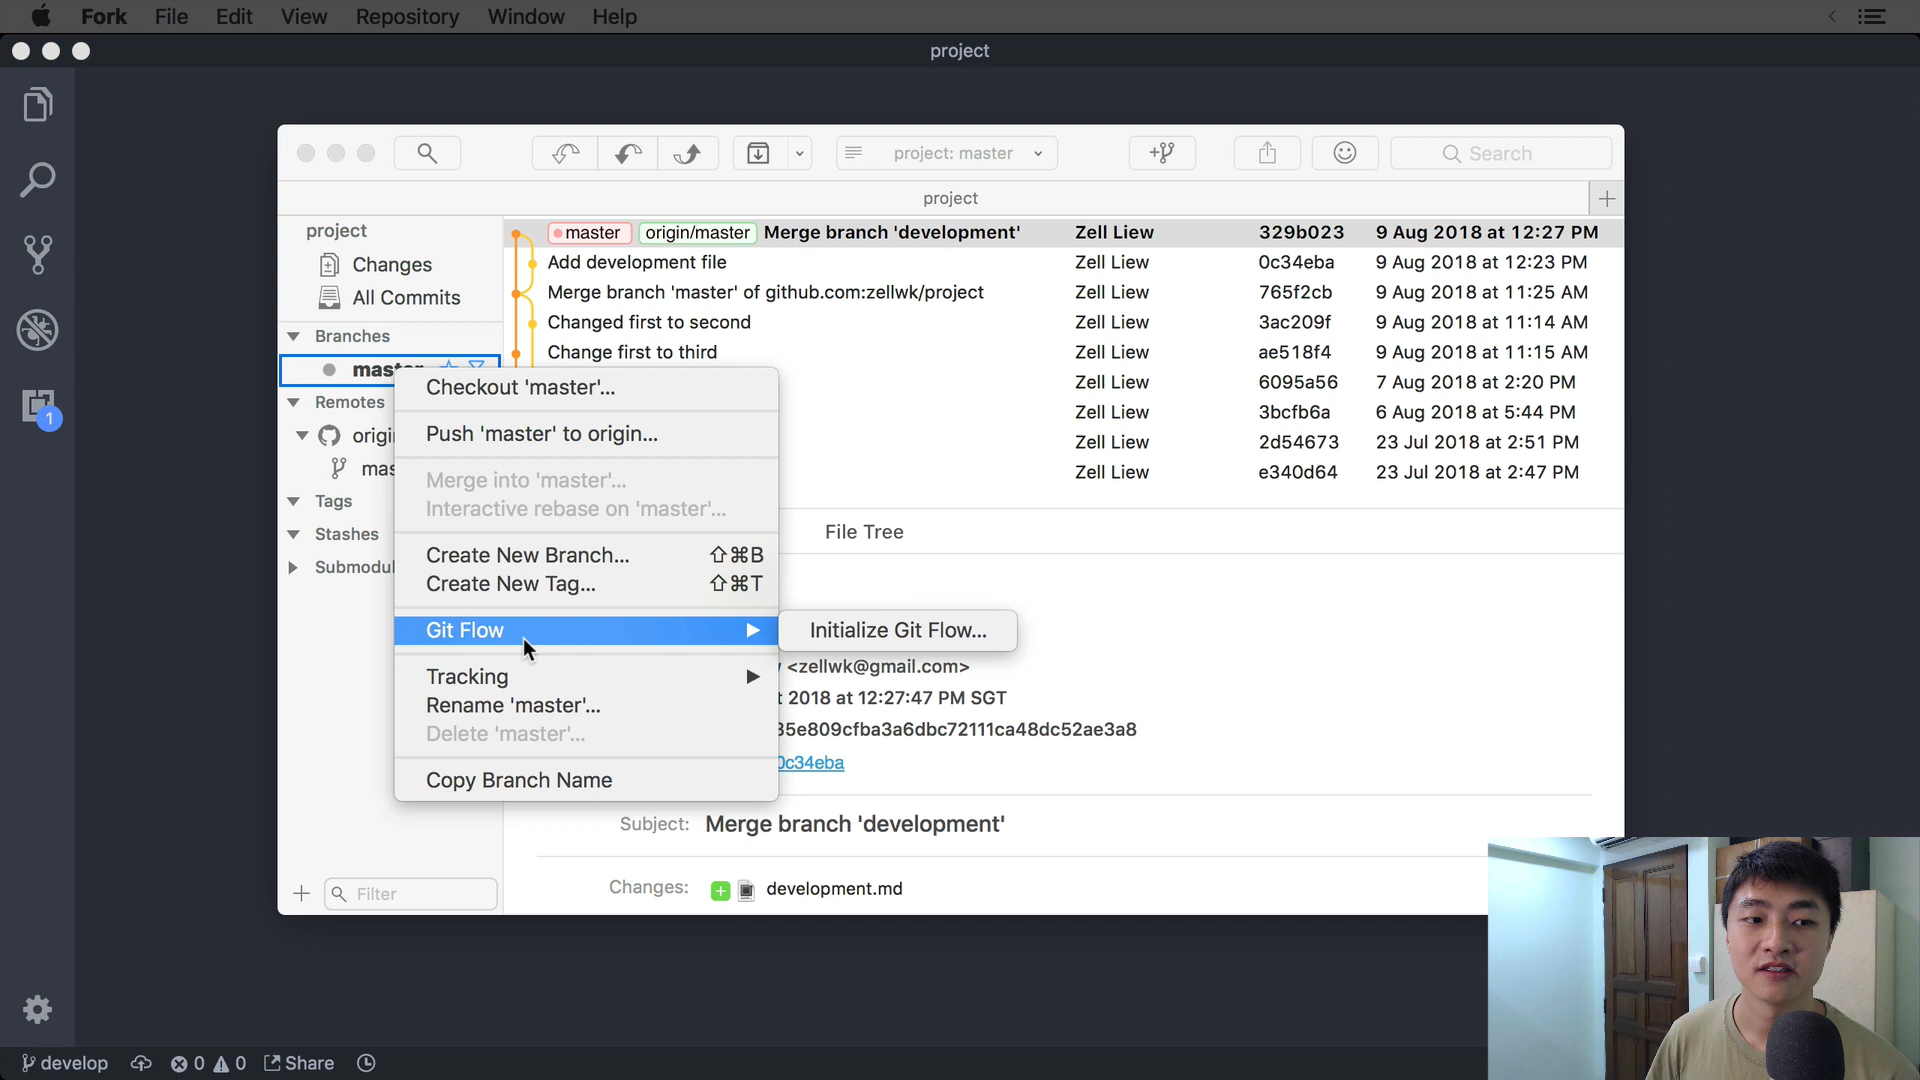 Fork File Edit View Repository Window Help
project
project: master
Search
project
project
Changes
All Commits
Branches
master
Remotes
Tags
Stashes
master origin/master Merge branch 'development' Zell Liew 329b023 9 Aug 2018 at 12:27 PM
Add development file Zell Liew 0c34eba 9 Aug 2018 at 12:23 PM
Merge branch 'master' of github.com:zellwk/project Zell Liew 765f2cb 9 Aug 2018 at 11:25 AM
Changed first to second Zell Liew 3ac209f 9 Aug 2018 at 11:14 AM
Change first to third Zell Liew ae518f4 9 Aug 2018 at 11:15 AM
Zell Liew 6095a56 7 Aug 2018 at 2:20 PM
Zell Liew 3bcfb6a 6 Aug 2018 at 5:44 PM
Zell Liew 2d54673 23 Jul 2018 at 2:51 PM
Zell Liew e340d64 23 Jul 2018 at 2:47 PM
Checkout 'master'...
Push 'master' to origin...
Merge into 'master'...
Interactive rebase on 'master'...
Create New Branch... ⇧⌘B
Create New Tag... ⇧⌘T
Git Flow
Initialize Git Flow...
Tracking
Rename 'master'...
Delete 'master'...
Copy Branch Name
File Tree
<zellwk@gmail.com>
2018 at 12:27:47 PM SGT
35e809cfba3a6dbc72111ca48dc52ae3a8
0c34eba
Subject: Merge branch 'development'
Changes: development.md
Filter
1
develop 0 0 Share